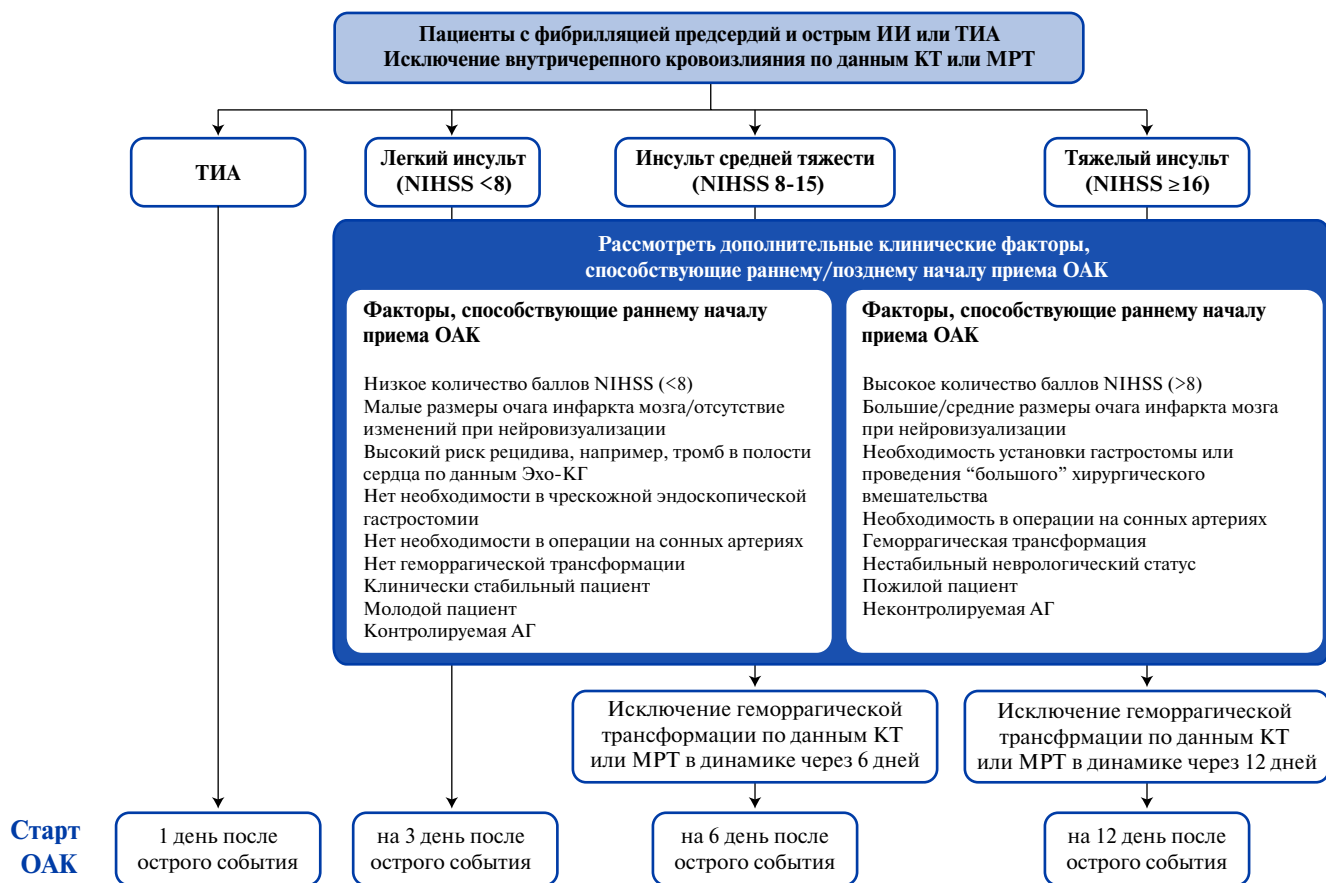 Пациенты с фибрилляцией предсердий и острым ИИ или ТИА
Исключение внутричерепного кровоизлияния по данным КТ или МРТ
ТИА
Легкий инсульт
(NIHSS <8)
Инсульт средней тяжести
(NIHSS 8-15)
Тяжелый инсульт
(NIHSS ≥16)
Рассмотреть дополнительные клинические факторы,
способствующие раннему/позднему началу приема ОАК
Факторы, способствующие раннему началу
приема ОАК
Низкое количество баллов NIHSS (<8)
Малые размеры очага инфаркта мозга/отсутствие
изменений при нейровизуализации
Высокий риск рецидива, например, тромб в полости
сердца по данным Эхо-КГ
Нет необходимости в чрескожной эндоскопической
гастростомии
Нет необходимости в операции на сонных артериях
Нет геморрагической трансформации
Клинически стабильный пациент
Молодой пациент
Контролируемая АГ
Факторы, способствующие раннему началу
приема ОАК
Высокое количество баллов NIHSS (>8)
Большие/средние размеры очага инфаркта мозга
при нейровизуализации
Необходимость установки гастростомы или
проведения “большого” хирургического
вмешательства
Необходимость в операции на сонных артериях
Геморрагическая трансформация
Нестабильный неврологический статус
Пожилой пациент
Неконтролируемая АГ
Исключение геморрагической
трансформации по данным КТ
или МРТ в динамике через 6 дней
Исключение геморрагической
трансфрмации по данным КТ
или МРТ в динамике через 12 дней
Старт
ОАК
1 день после
острого события
на 3 день после
острого события
на 6 день после
острого события
на 12 день после
острого события